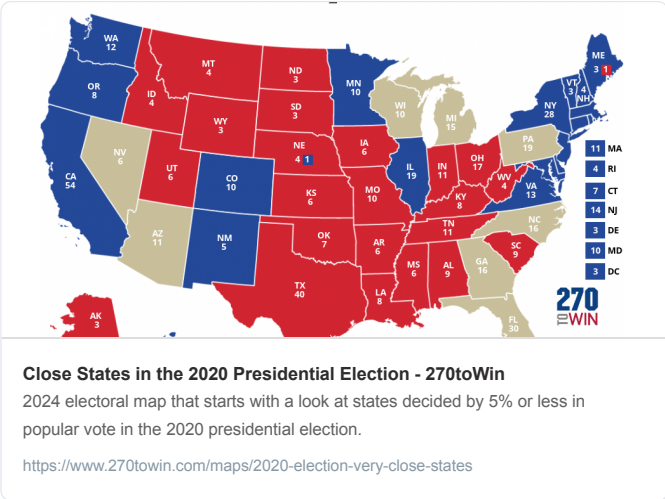 WA
12
OR
8
CA
54
NV
6
ID
4
MT
4
WY
3
UT
6
AZ
11
CO
10
NM
5
ND
3
SD
3
NE
4 1
KS
6
OK
7
TX
40
MN
10
IA
6
MO
10
AR
6
LA
8
WI
10
IL
19
MI
15
IN
11
OH
17
KY
8
TN
11
MS
6
AL
9
GA
16
FL
30
SC
9
NC
16
VA
13
WV
4
PA
19
NY
28
VT
3
4
NH
ME
3 1
11 MA
4 RI
7 CT
14 NJ
3 DE
10 MD
3 DC
AK
3
270
TO WIN
Close States in the 2020 Presidential Election - 270toWin
2024 electoral map that starts with a look at states decided by 5% or less in
popular vote in the 2020 presidential election.
https://www.270towin.com/maps/2020-election-very-close-states